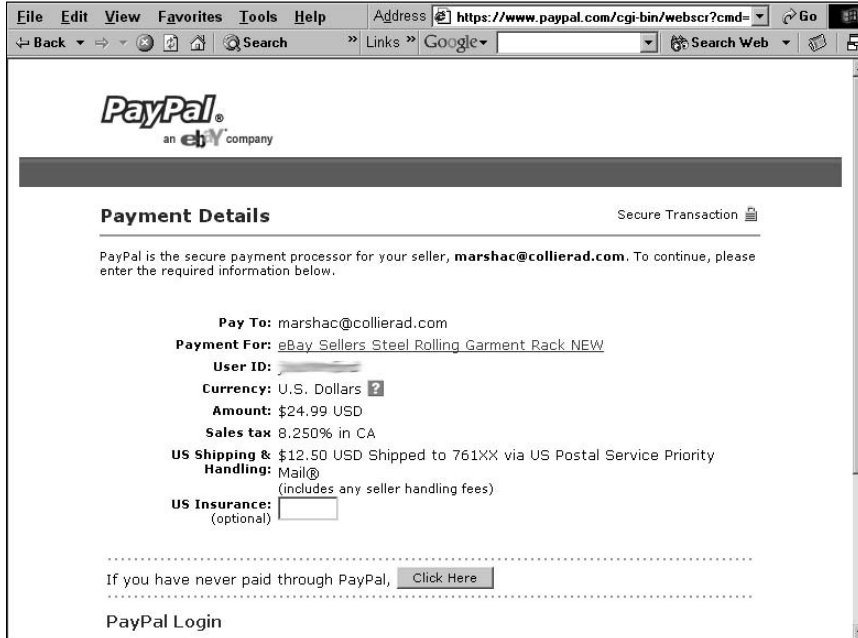 File Edit View Favorites Tools Help Address https://www.paypal.com/cgi-bin/webscr?cmd= Go
Back Search » Links » Google Search Web
PayPal®
an ebay company
Payment Details Secure Transaction
PayPal is the secure payment processor for your seller, marshac@collierad.com. To continue, please
enter the required information below.
Pay To: marshac@collierad.com
Payment For: eBay Sellers Steel Rolling Garment Rack NEW
User ID:
Currency: U.S. Dollars ?
Amount: $24.99 USD
Sales tax 8.250% in CA
US Shipping & $12.50 USD Shipped to 761XX via US Postal Service Priority
Handling: Mail®
(includes any seller handling fees)
US Insurance:
(optional)
If you have never paid through PayPal, Click Here
PayPal Login